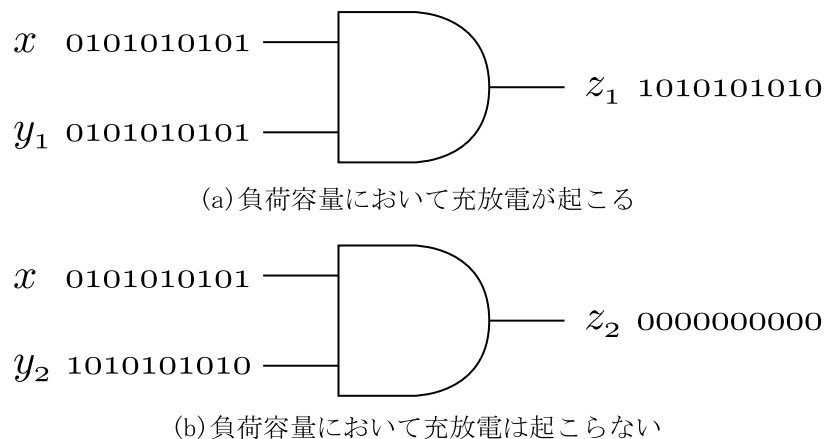 x 0101010101
z₁ 1010101010
y₁ 0101010101
(a)負荷容量において充放電が起こる
x 0101010101
z₂ 0000000000
y₂ 1010101010
(b)負荷容量において充放電は起こらない